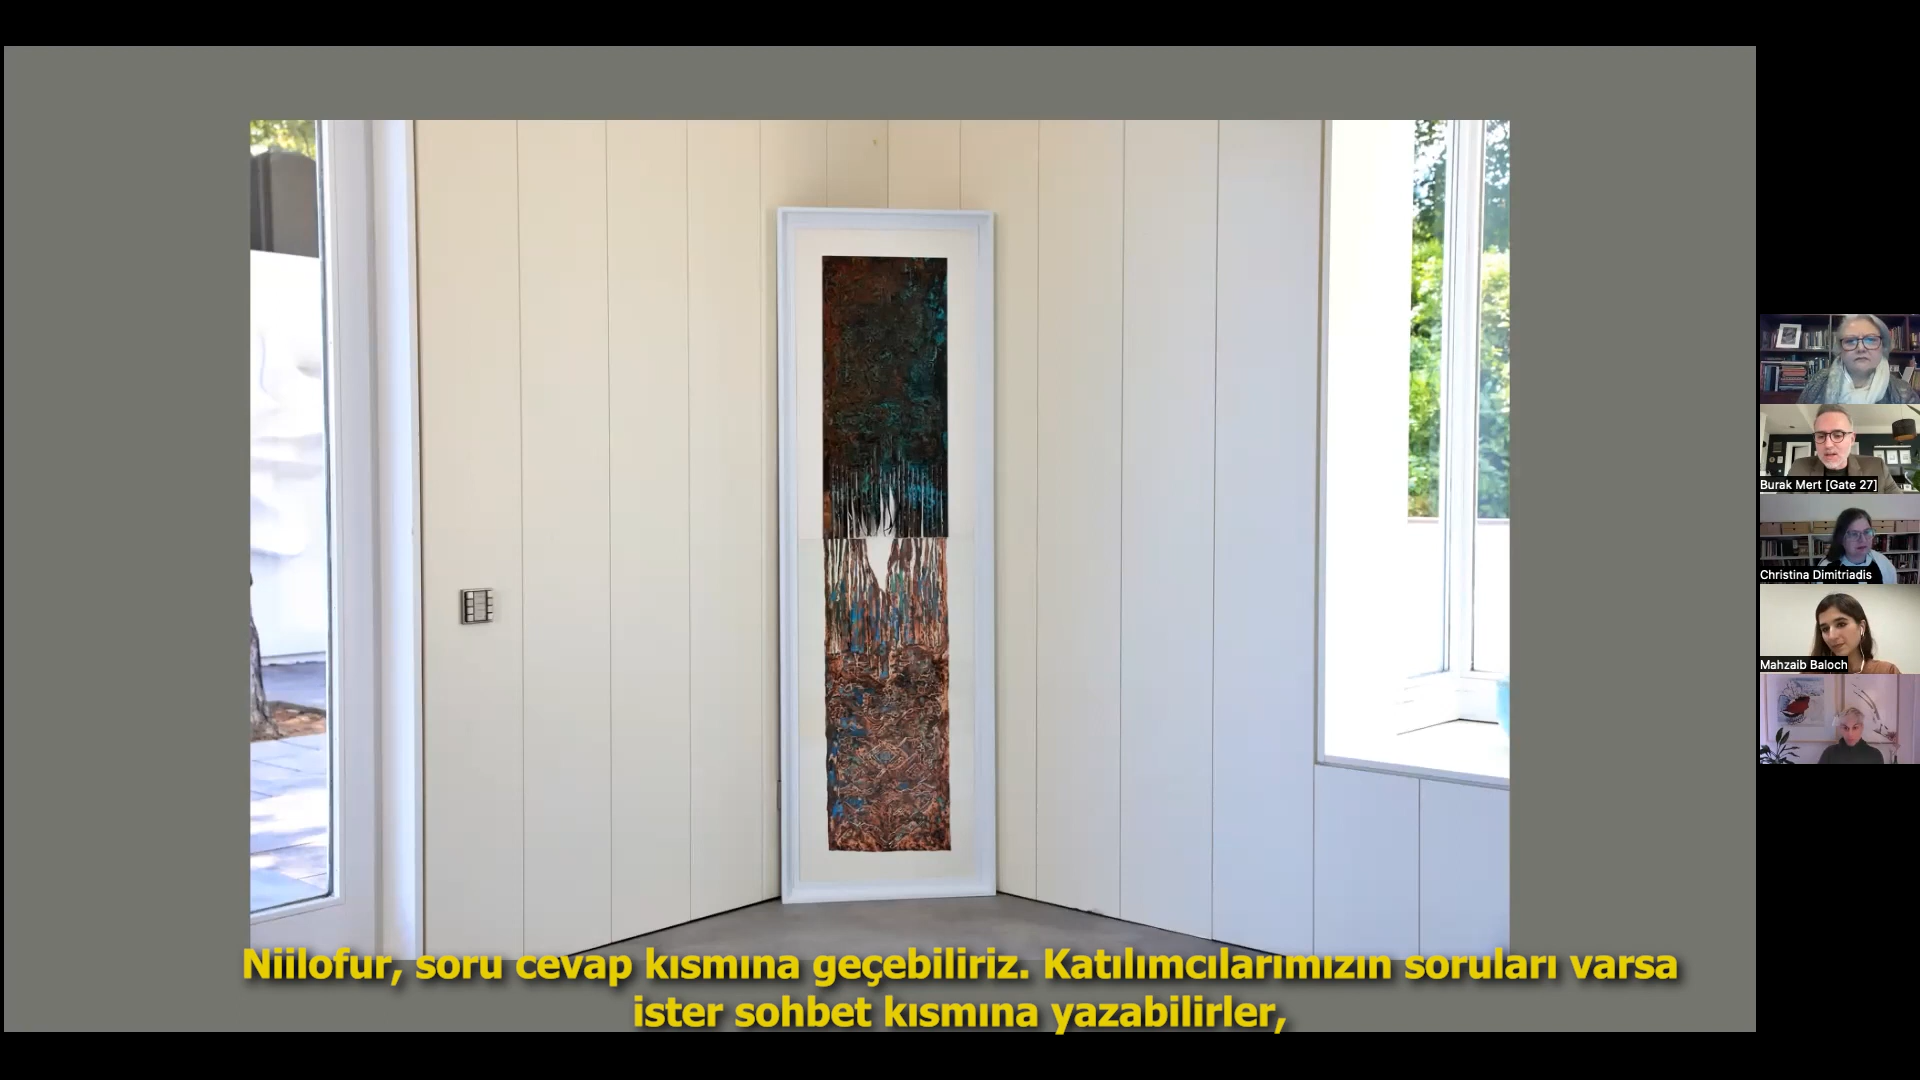 Burak Mert [Gate 27]
Christina Dimitriadis
Mahzaib Baloch
Niilofur, soru cevap kısmına geçebiliriz. Katılımcılarımızın soruları varsa
ister sohbet kısmına yazabilirler,